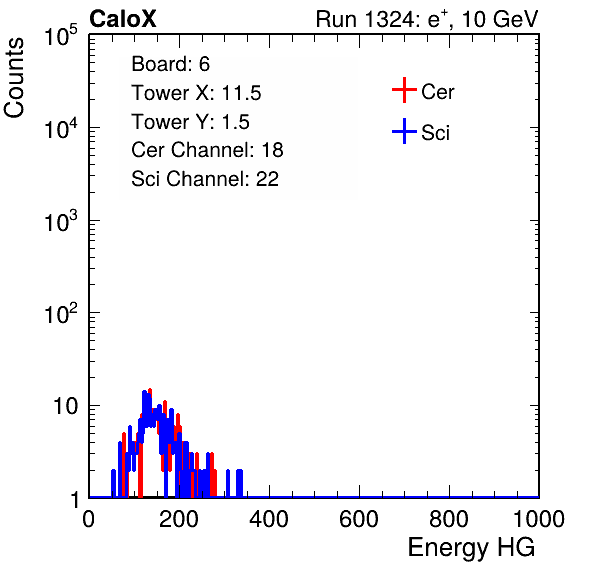 CaloX Run 1324: e⁺, 10 GeV
Counts
10⁵
10⁴
10³
10²
10
1
Board: 6
Tower X: 11.5
Tower Y: 1.5
Cer Channel: 18
Sci Channel: 22
Cer
Sci
0 200 400 600 800 1000
Energy HG